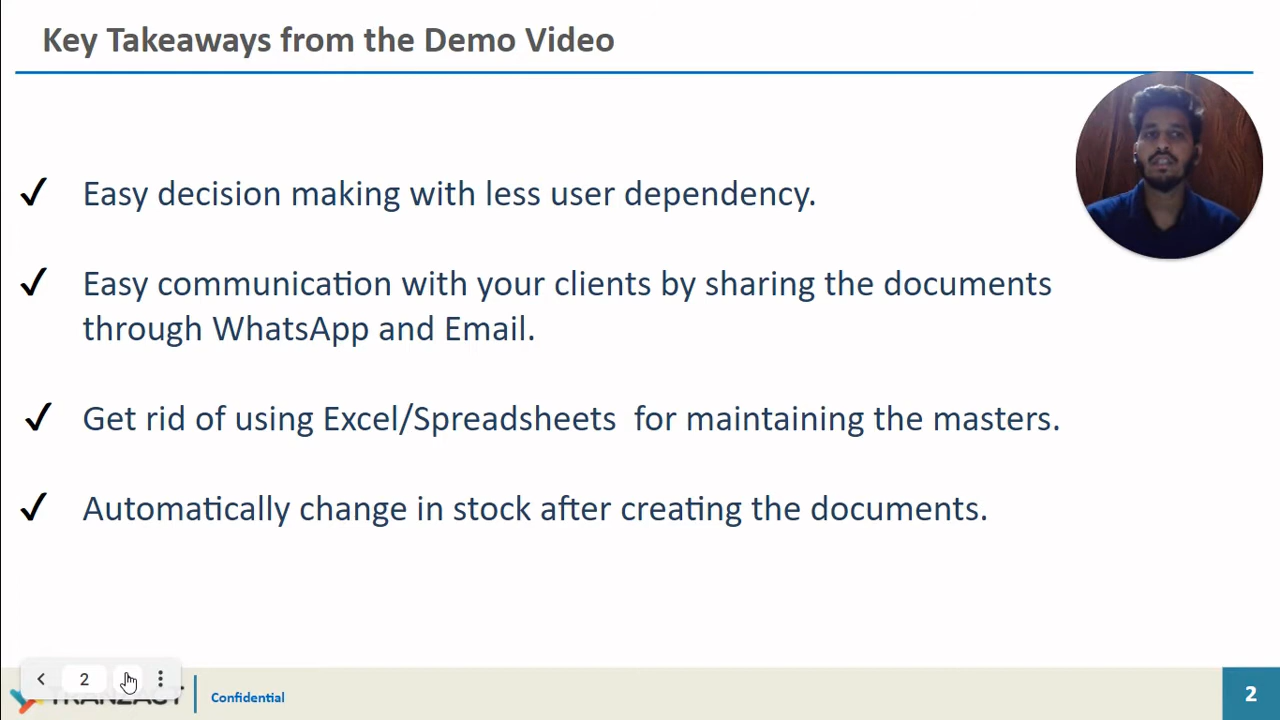 Key Takeaways from the Demo Video
✓ Easy decision making with less user dependency.
✓ Easy communication with your clients by sharing the documents
through WhatsApp and Email.
✓ Get rid of using Excel/Spreadsheets for maintaining the masters.
✓ Automatically change in stock after creating the documents.
2
TRANZACT
Confidential
2